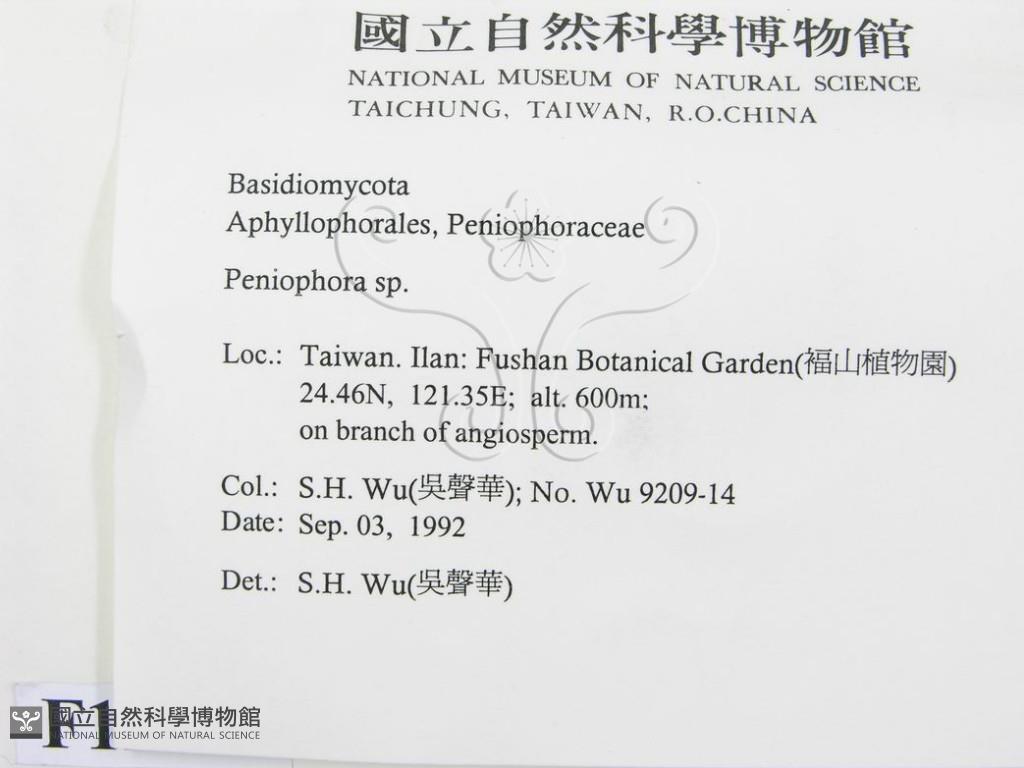 國立自然科學博物館
NATIONAL MUSEUM OF NATURAL SCIENCE
TAICHUNG, TAIWAN, R.O.CHINA
Basidiomycota
Aphyllophorales, Peniophoraceae
Peniophora sp.
Loc.: Taiwan. Ilan: Fushan Botanical Garden(福山植物園)
24.46N, 121.35E; alt. 600m;
on branch of angiosperm.
Col.: S.H. Wu(吳聲華); No. Wu 9209-14
Date: Sep. 03, 1992
Det.: S.H. Wu(吳聲華)
F1
國立自然科學博物館
NATIONAL MUSEUM OF NATURAL SCIENCE